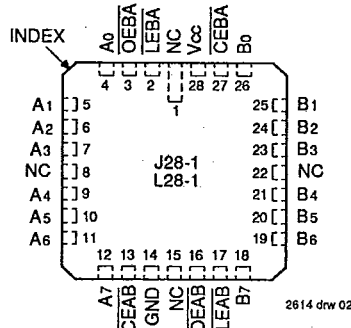 INDEX
A0 OEBA LEBA NC Vcc CEBA B0
4 3 2 28 27 26
1
A1 5 25 B1
A2 6 24 B2
A3 7 23 B3
NC 8 J28-1 22 NC
A4 9 L28-1 21 B4
A5 10 20 B5
A6 11 19 B6
12 13 14 15 16 17 18
A7 CEAB GND NC OEAB LEAB B7
2614 drw 02